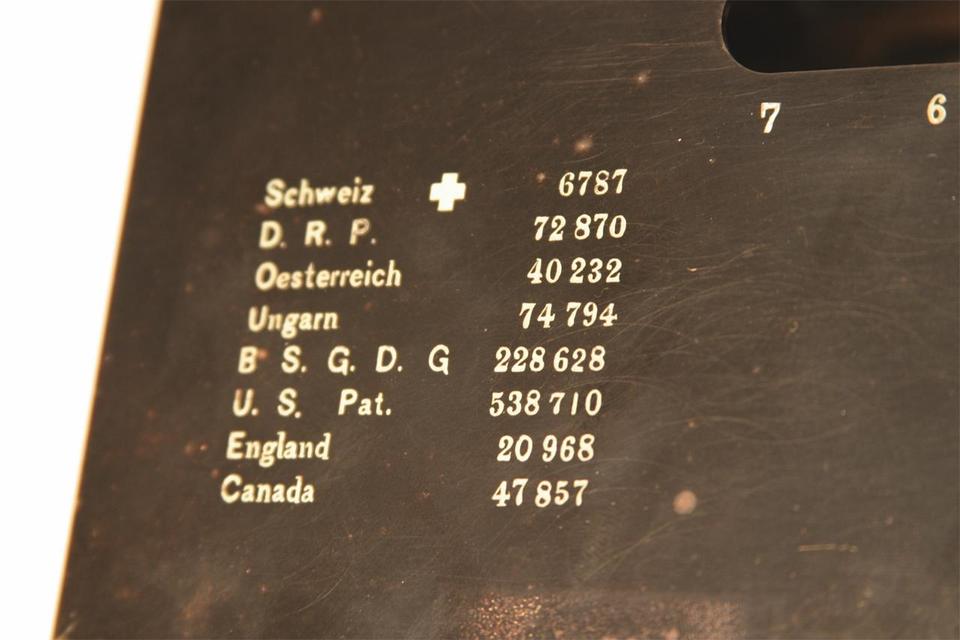 7 6
Schweiz 6787
D. R. P. 72 870
Oesterreich 40 232
Ungarn 74 794
B S. G. D. G 228 628
U. S. Pat. 538 710
England 20 968
Canada 47 857